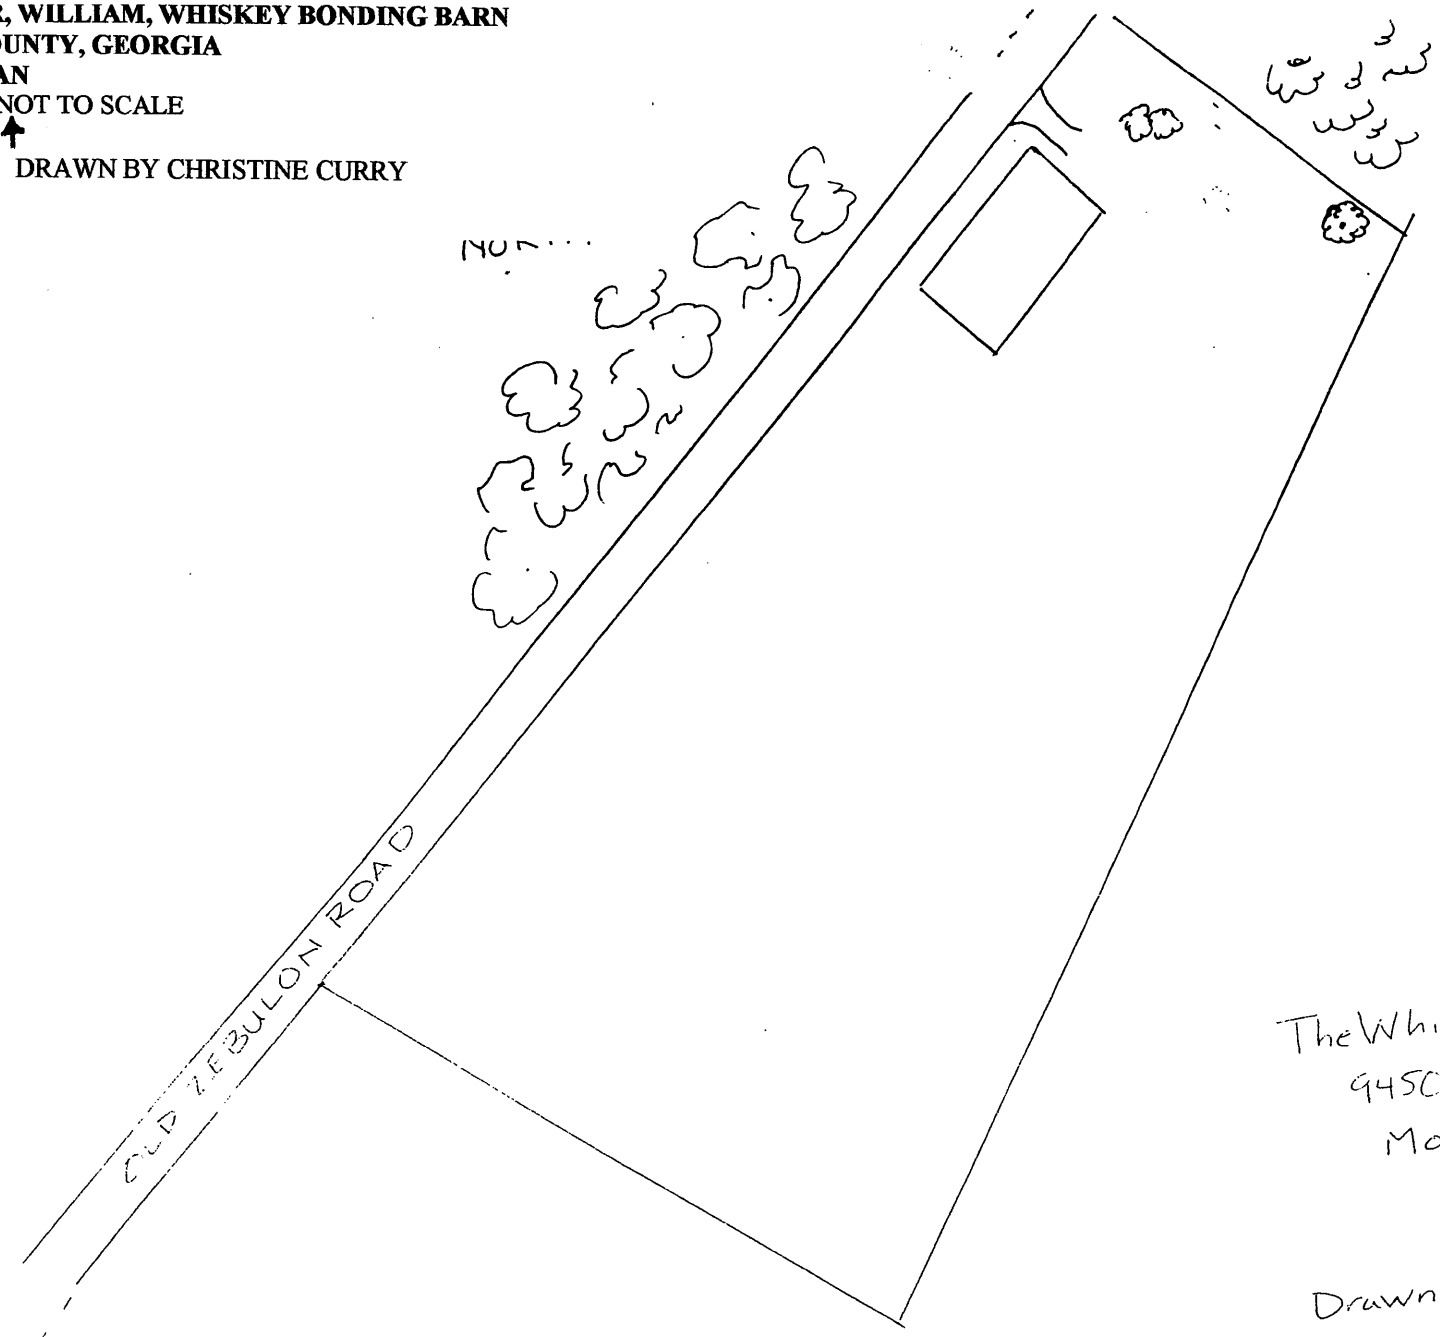 R, WILLIAM, WHISKEY BONDING BARN
OUNTY, GEORGIA
AN
NOT TO SCALE
DRAWN BY CHRISTINE CURRY
OLD ZEBULON ROAD
The Whi
945
Mo
Drawn